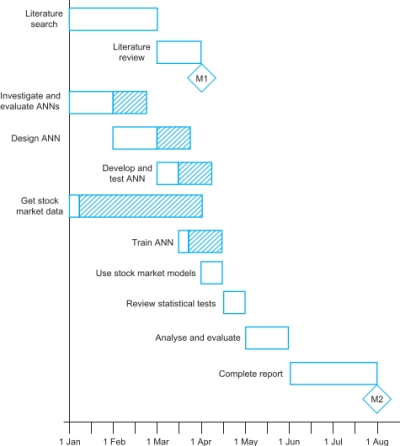 Literature
search
Literature
review
M1
Investigate and
evaluate ANNs
Design ANN
Develop and
test ANN
Get stock
market data
Train ANN
Use stock market models
Review statistical tests
Analyse and evaluate
Complete report
M2
1 Jan 1 Feb 1 Mar 1 Apr 1 May 1 Jun 1 Jul 1 Aug